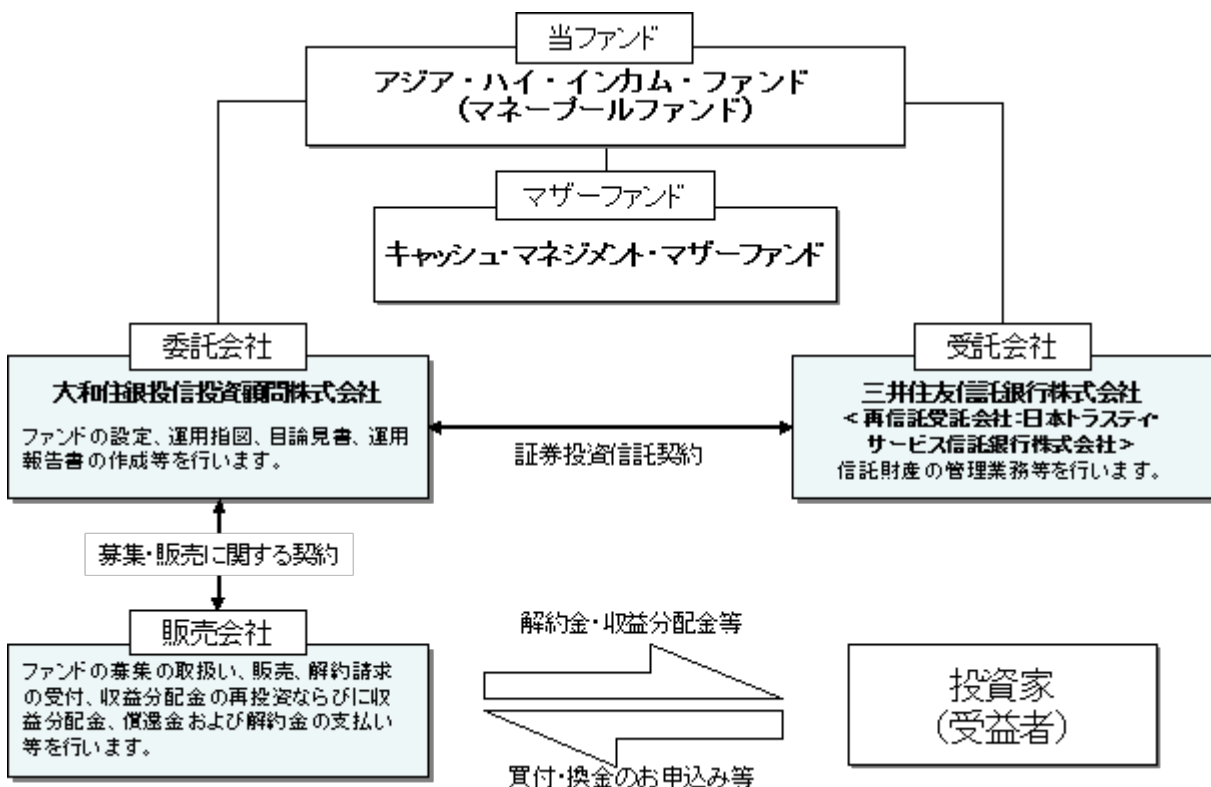 当ファンド
アジア・ハイ・インカム・ファンド
(マネープールファンド)
マザーファンド
キャッシュ・マネジメント・マザーファンド
委託会社
大和住銀投信投資顧問株式会社
ファンドの設定、運用指図、目論見書、運用
報告書の作成等を行います。
証券投資信託契約
受託会社
三井住友信託銀行株式会社
<再信託受託会社:日本トラスティ・
サービス信託銀行株式会社>
信託財産の管理業務等を行います。
募集・販売に関する契約
販売会社
ファンドの募集の取扱い、販売、解約請求
の受付、収益分配金の再投資ならびに収
益分配金、償還金および解約金の支払い
等を行います。
解約金・収益分配金等
買付・換金のお申込み等
投資家
(受益者)